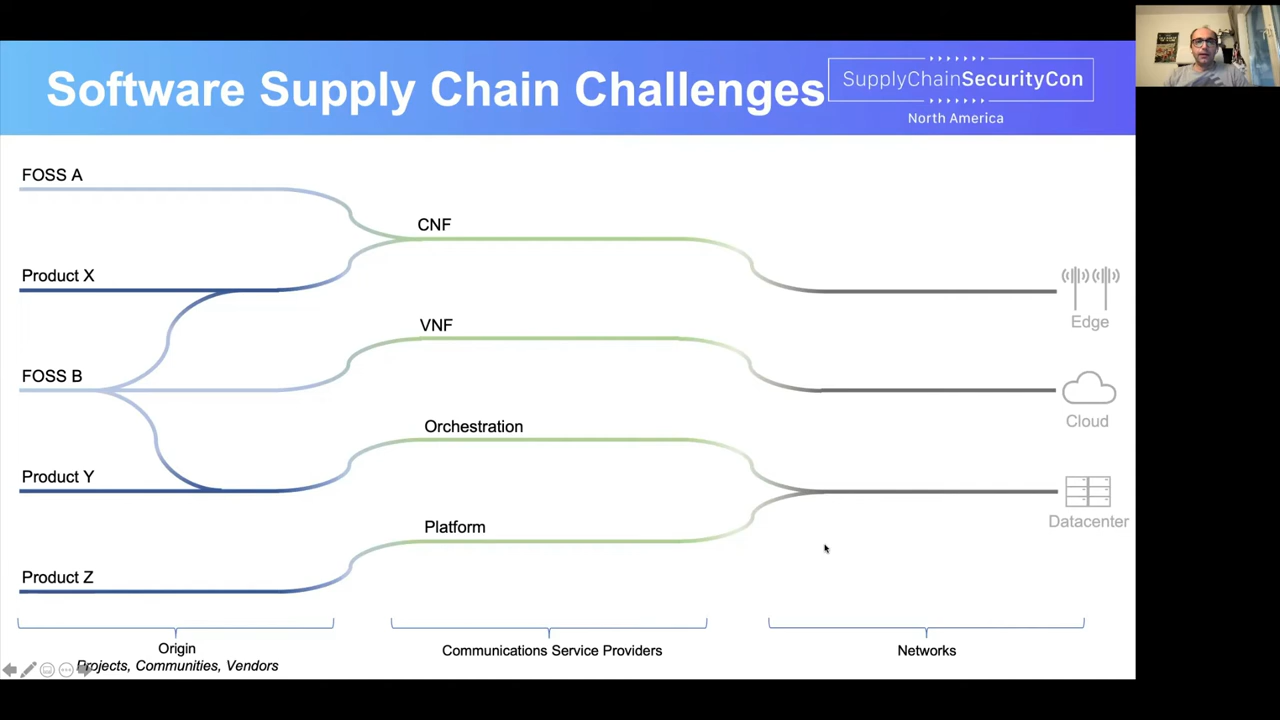 Software Supply Chain Challenges
SupplyChainSecurityCon
North America
FOSS A
CNF
Product X
Edge
VNF
FOSS B
Cloud
Orchestration
Product Y
Datacenter
Platform
Product Z
Origin
Projects, Communities, Vendors
Communications Service Providers
Networks